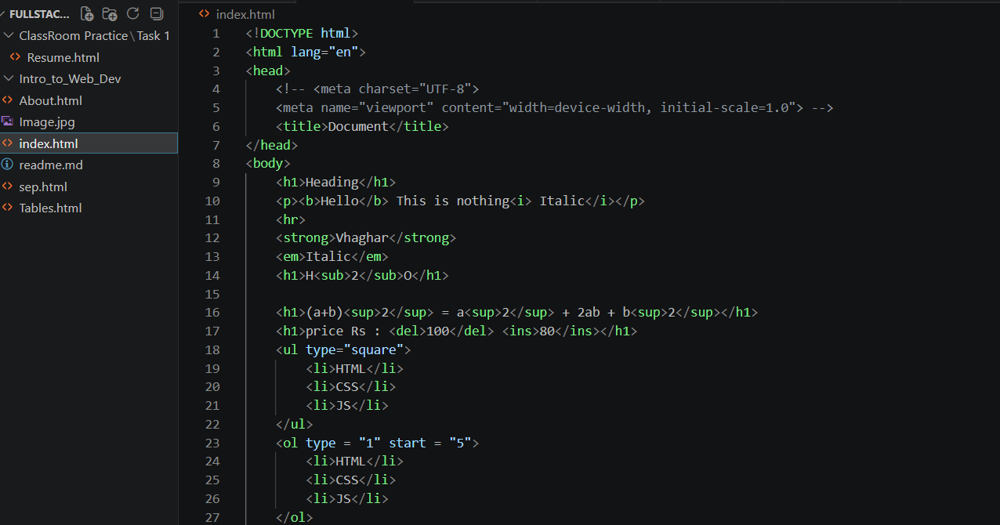 FULLSTAC...
ClassRoom Practice\Task 1
Resume.html
Intro_to_Web_Dev
About.html
Image.jpg
index.html
readme.md
sep.html
Tables.html
index.html
1 <!DOCTYPE html>
2 <html lang="en">
3 <head>
4     <!-- <meta charset="UTF-8">
5     <meta name="viewport" content="width=device-width, initial-scale=1.0"> -->
6     <title>Document</title>
7 </head>
8 <body>
9     <h1>Heading</h1>
10     <p><b>Hello</b> This is nothing<i> Italic</i></p>
11     <hr>
12     <strong>Vhaghar</strong>
13     <em>Italic</em>
14     <h1>H<sub>2</sub>O</h1>
15
16     <h1>(a+b)<sup>2</sup> = a<sup>2</sup> + 2ab + b<sup>2</sup></h1>
17     <h1>price Rs : <del>100</del> <ins>80</ins></h1>
18     <ul type="square">
19         <li>HTML</li>
20         <li>CSS</li>
21         <li>JS</li>
22     </ul>
23     <ol type = "1" start = "5">
24         <li>HTML</li>
25         <li>CSS</li>
26         <li>JS</li>
27     </ol>